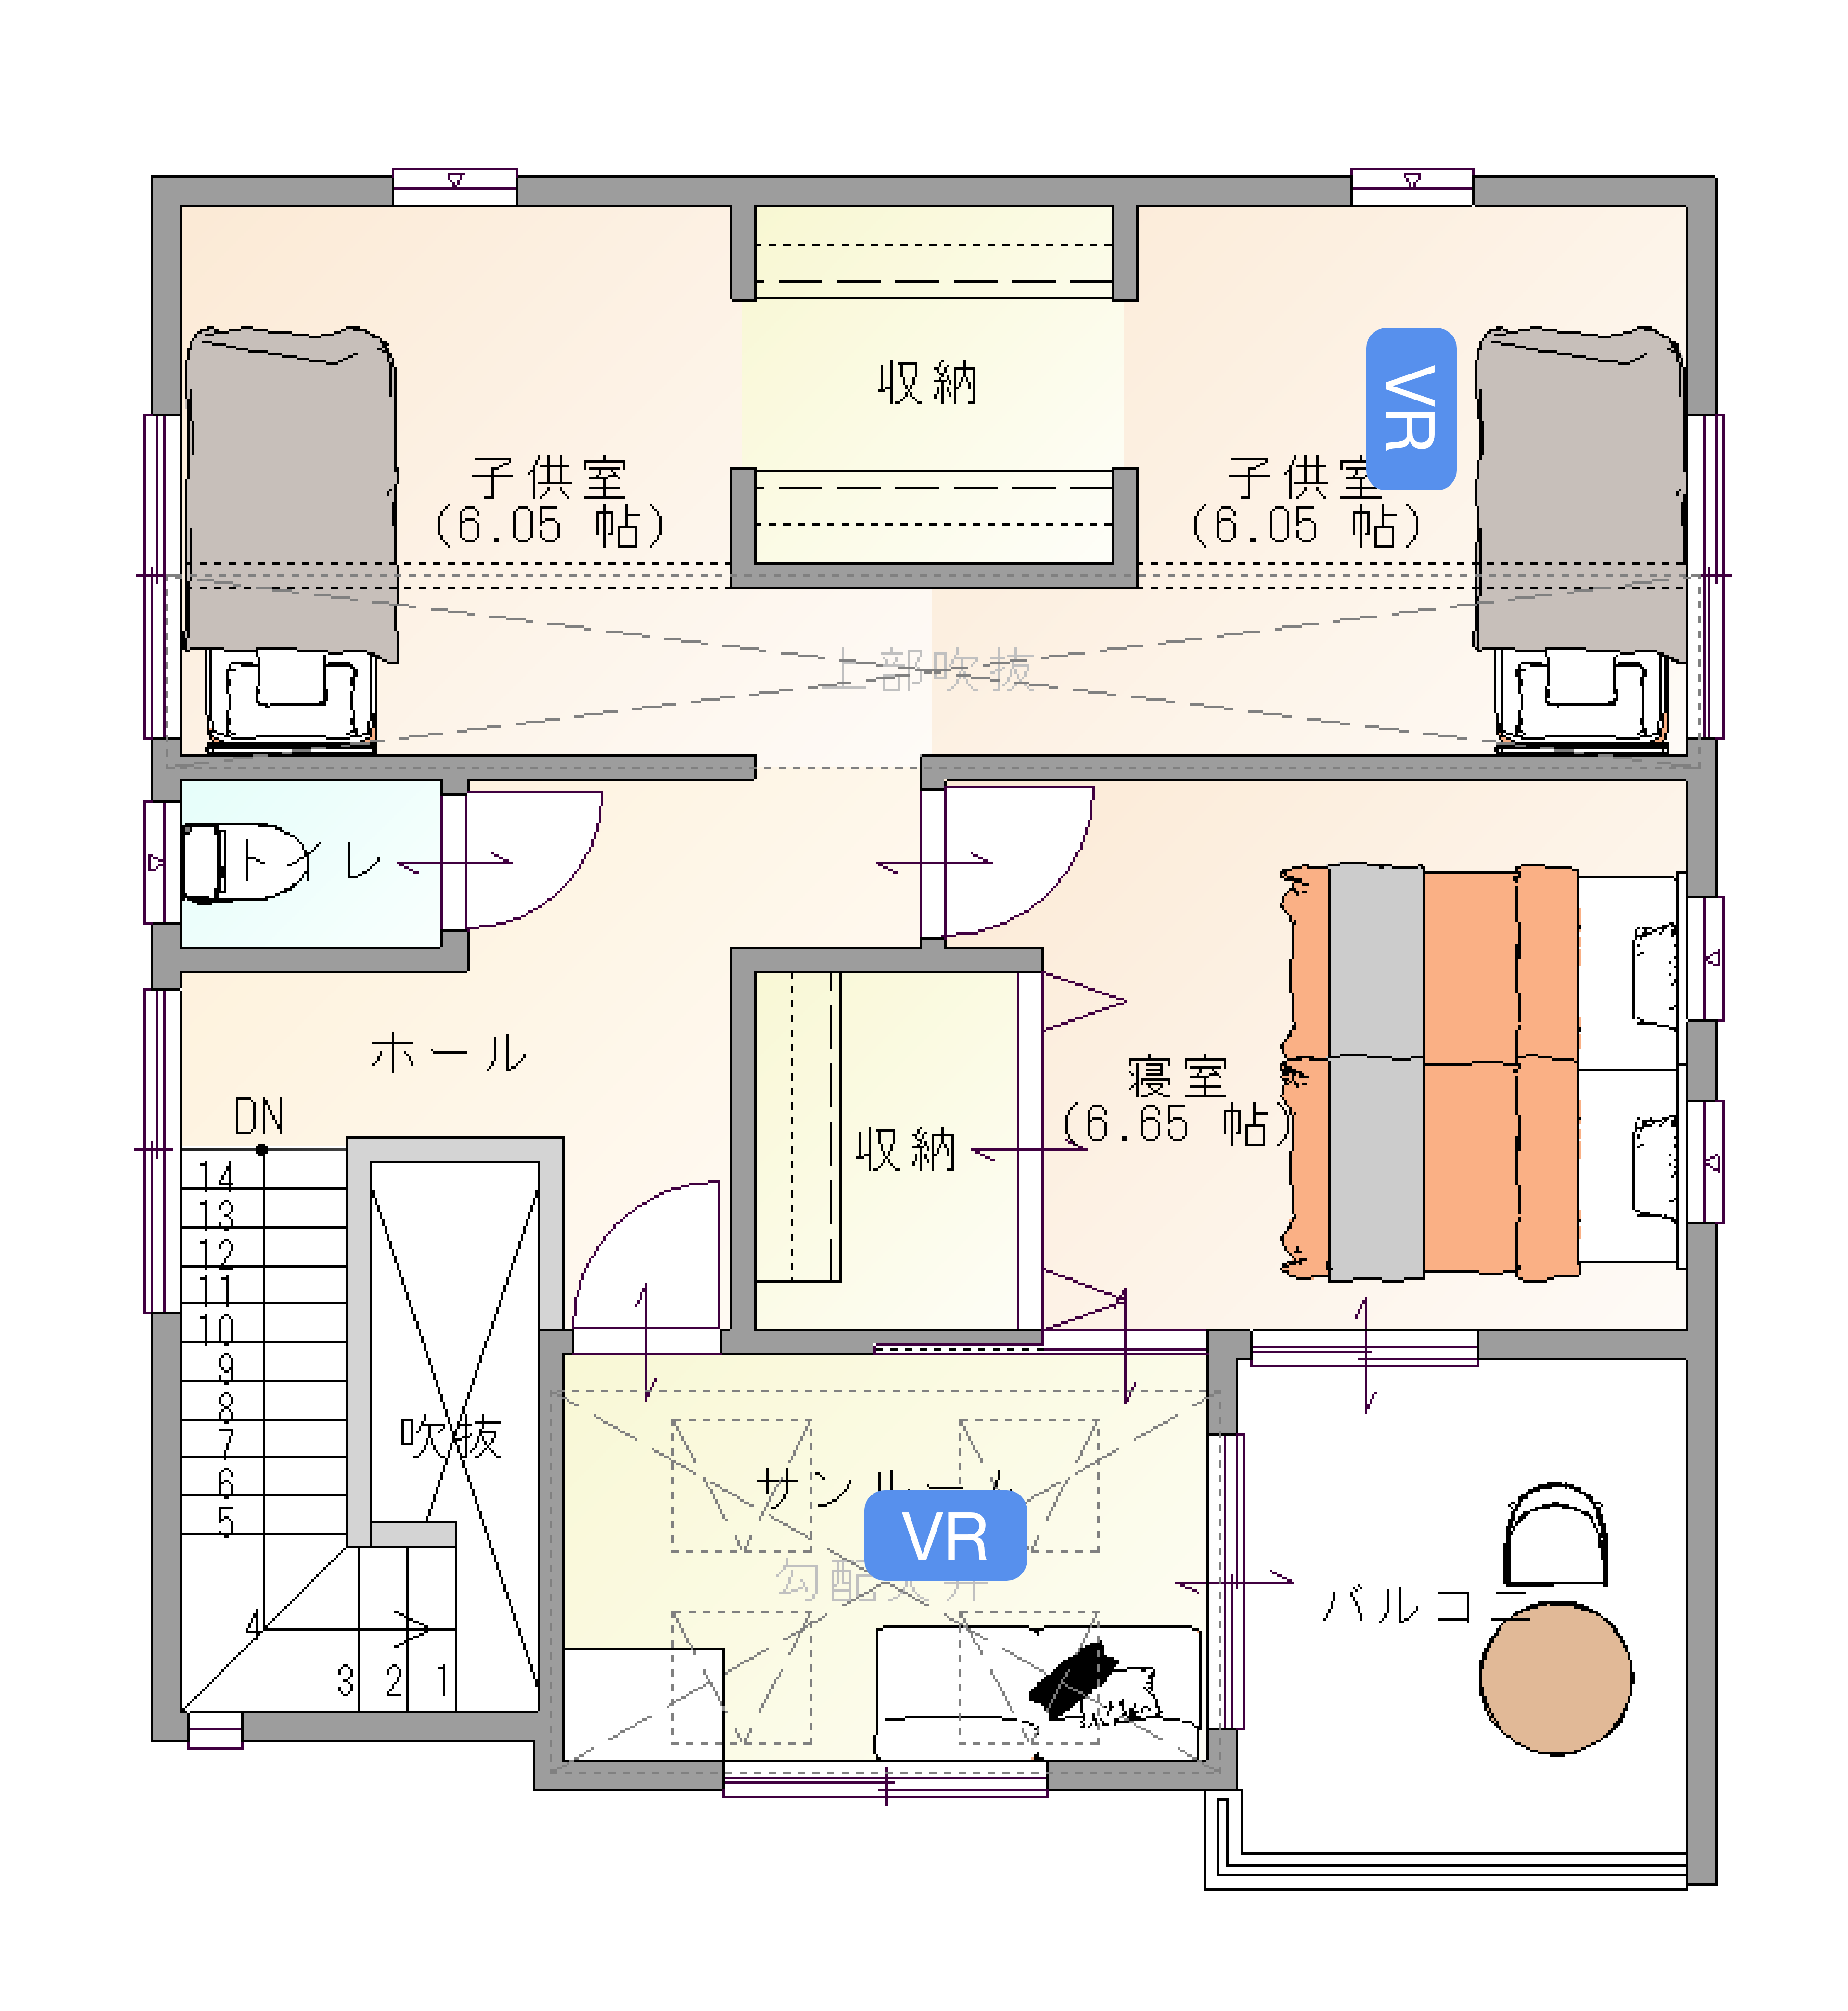 収納
子供室
(6.05 帖)
子供室
(6.05 帖)
VR
上部吹抜
トイレ
ホール
寝室
(6.65 帖)
収納
DN
14
13
12
11
10
9
8
7
6
5
4
3 2 1
吹抜
サンルーム
VR
勾配天井
バルコニー